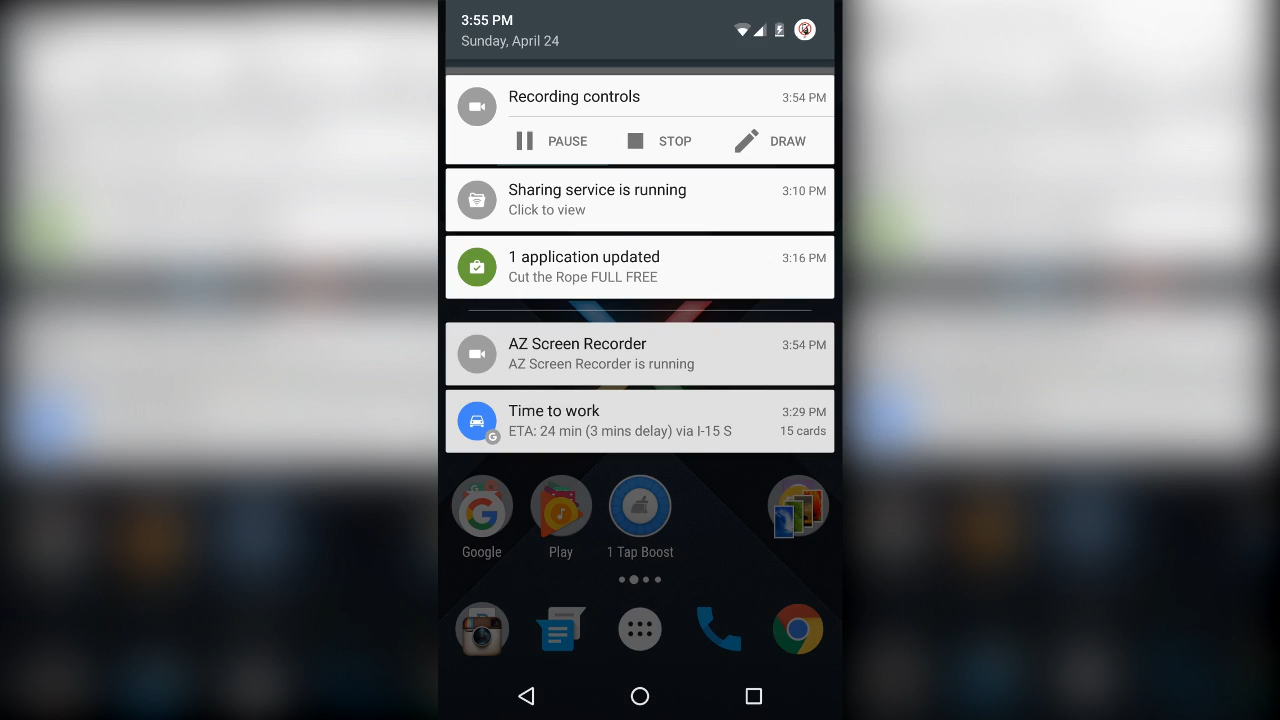 3:55 PM
Sunday, April 24
Recording controls 3:54 PM
PAUSE STOP DRAW
Sharing service is running 3:10 PM
Click to view
1 application updated 3:16 PM
Cut the Rope FULL FREE
AZ Screen Recorder 3:54 PM
AZ Screen Recorder is running
Time to work 3:29 PM
ETA: 24 min (3 mins delay) via I-15 S 15 cards
G
Google Play 1 Tap Boost